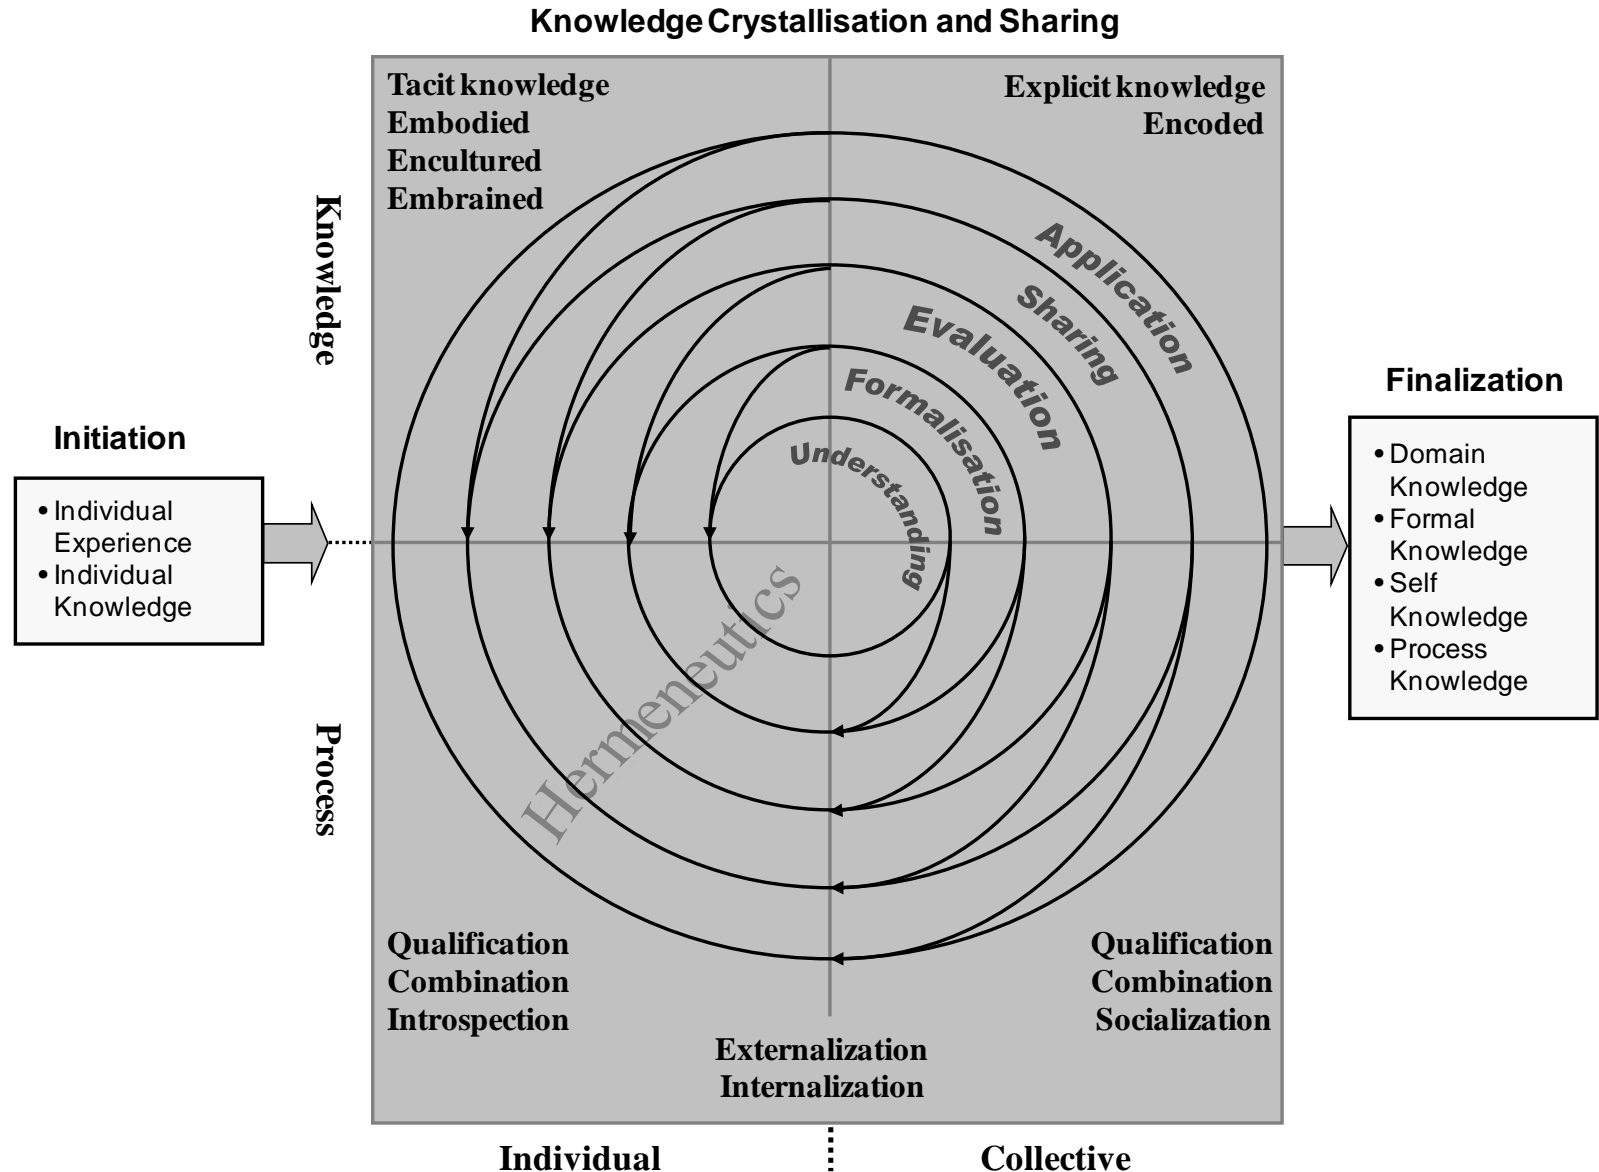 Knowledge Crystallisation and Sharing
Tacit knowledge
Embodied
Encultured
Embrained
Explicit knowledge
Encoded
Knowledge
Process
Initiation
• Individual
Experience
• Individual
Knowledge
Application
Sharing
Evaluation
Formalisation
Understanding
Hermeneutics
Finalization
• Domain
Knowledge
• Formal
Knowledge
• Self
Knowledge
• Process
Knowledge
Qualification
Combination
Introspection
Qualification
Combination
Socialization
Externalization
Internalization
Individual
Collective